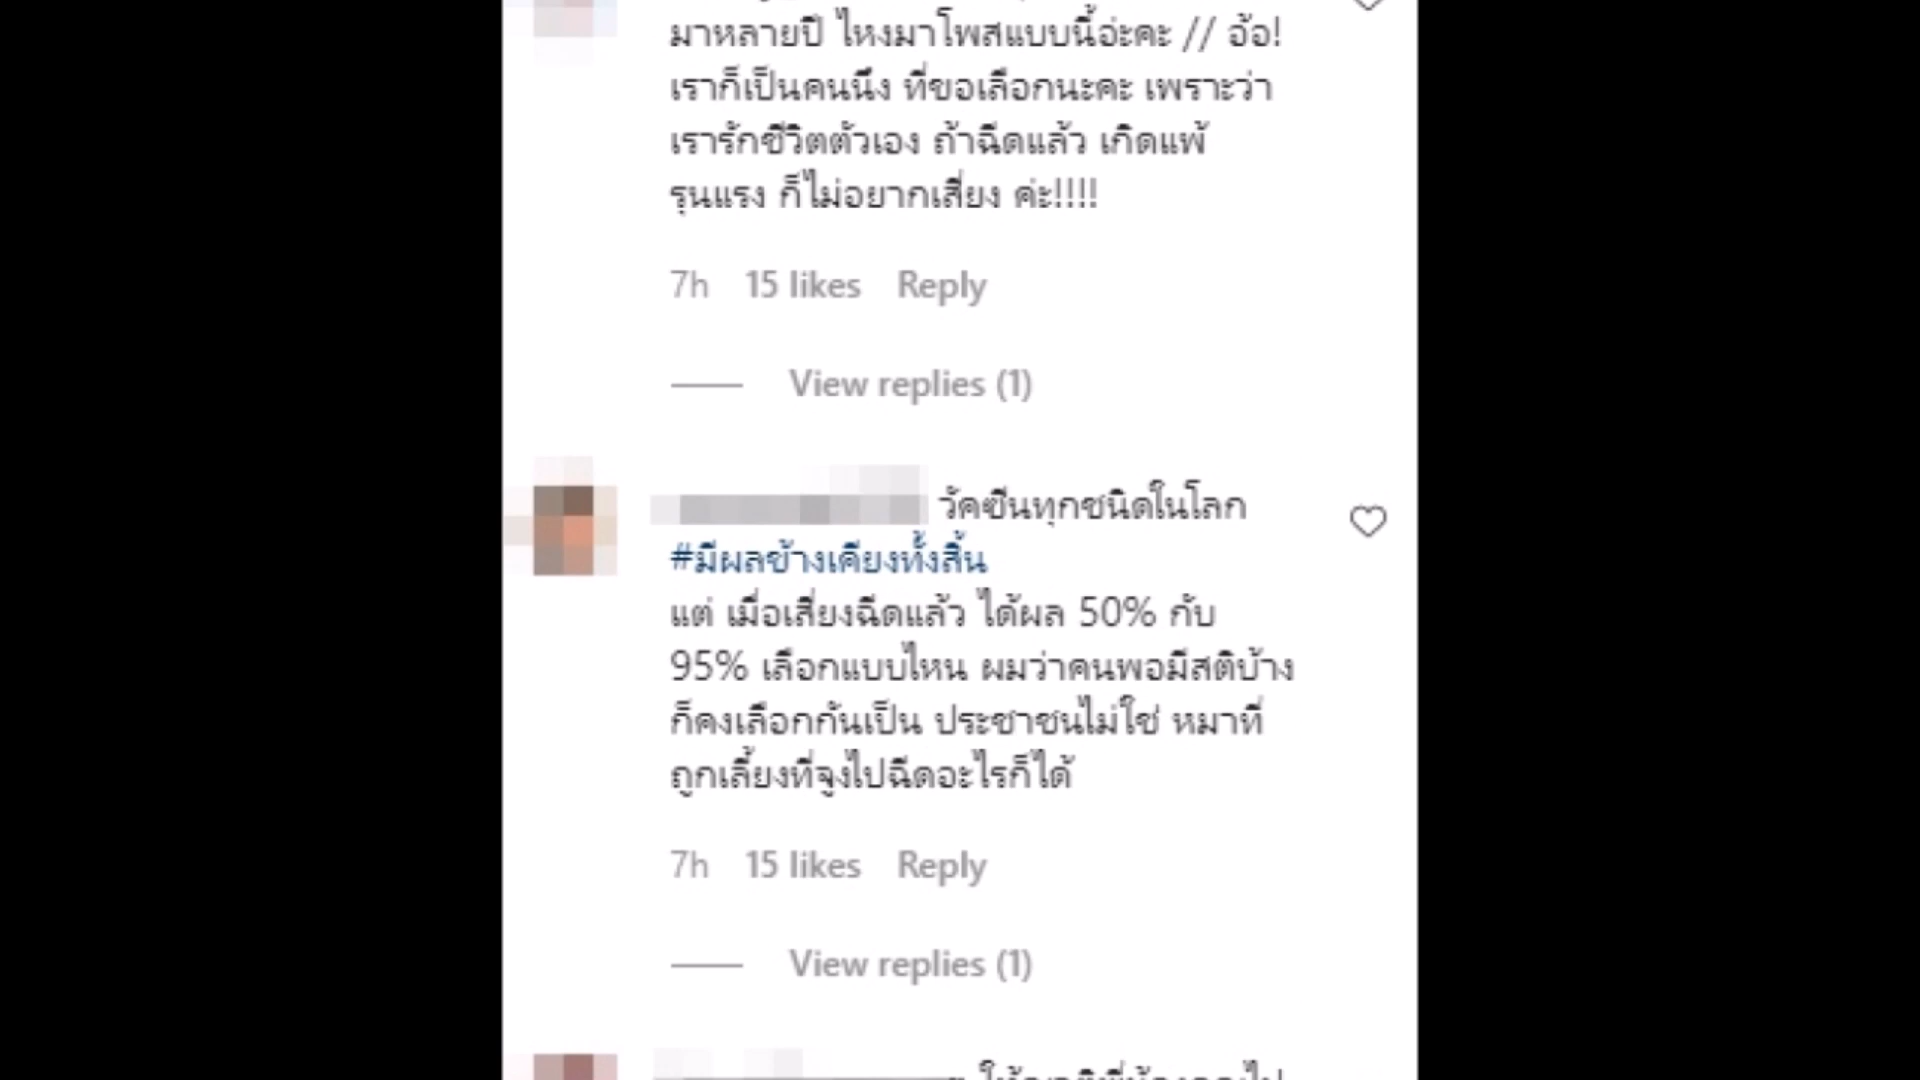 มาหลายปี ไหงมาโพสแบบนี้อ่ะคะ // อ้อ!
เราก็เป็นคนนึง ที่ขอเลือกนะคะ เพราะว่า
เรารักชีวิตตัวเอง ถ้าฉีดแล้ว เกิดแพ้
รุนแรง ก็ไม่อยากเสี่ยง ค่ะ!!!!
7h 15 likes Reply
View replies (1)
วัคซีนทุกชนิดในโลก
#มีผลข้างเคียงทั้งสิ้น
แต่ เมื่อเสี่ยงฉีดแล้ว ได้ผล 50% กับ
95% เลือกแบบไหน ผมว่าคนพอมีสติบ้าง
ก็คงเลือกกันเป็น ประชาชนไม่ใช่ หมาที่
ถูกเลี้ยงที่จูงไปฉีดอะไรก็ได้
7h 15 likes Reply
View replies (1)